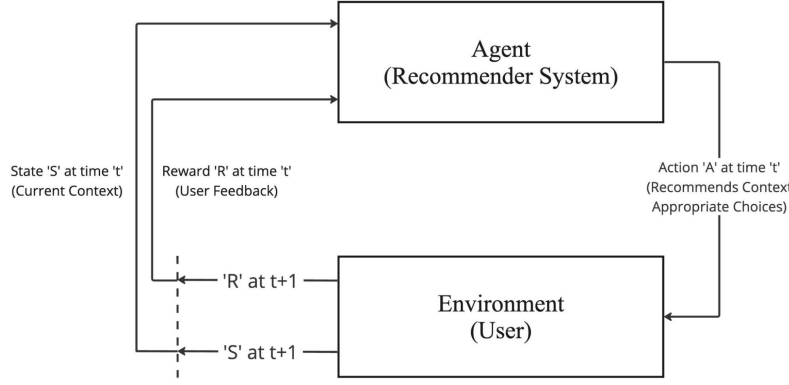 Agent
(Recommender System)
State 'S' at time 't'
(Current Context)
Reward 'R' at time 't'
(User Feedback)
Action 'A' at time 't'
(Recommends Context
Appropriate Choices)
'R' at t+1
Environment
(User)
'S' at t+1